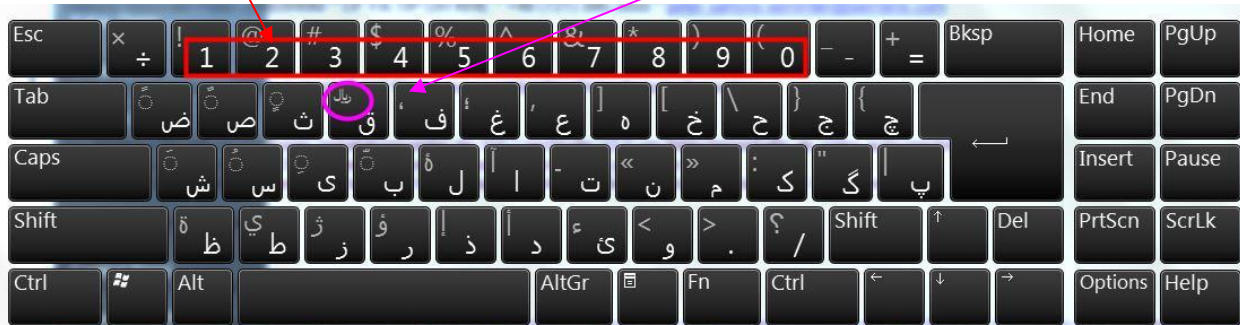 Esc × ÷ ! 1 @ 2 # 3 $ 4 % 5 ^ 6 & 7 * 8 ) 9 ( 0 _ - + = Bksp Home PgUp
Tab ً ض ٌ ص ٍ ث ﷼ ق ، ف ؛ غ , ع ] ه [ خ \ ح } ج { چ End PgDn
Caps َ ش ُ س ِ ی ّ ب ۀ ل آ ا - ت « ن » م : ک " گ | پ Insert Pause
Shift ة ظ ي ط ژ ز ؤ ر إ ذ أ د ء ئ < و > . ؟ / Shift ↑ Del PrtScn ScrLk
Ctrl Alt AltGr Fn Ctrl ← ↓ → Options Help